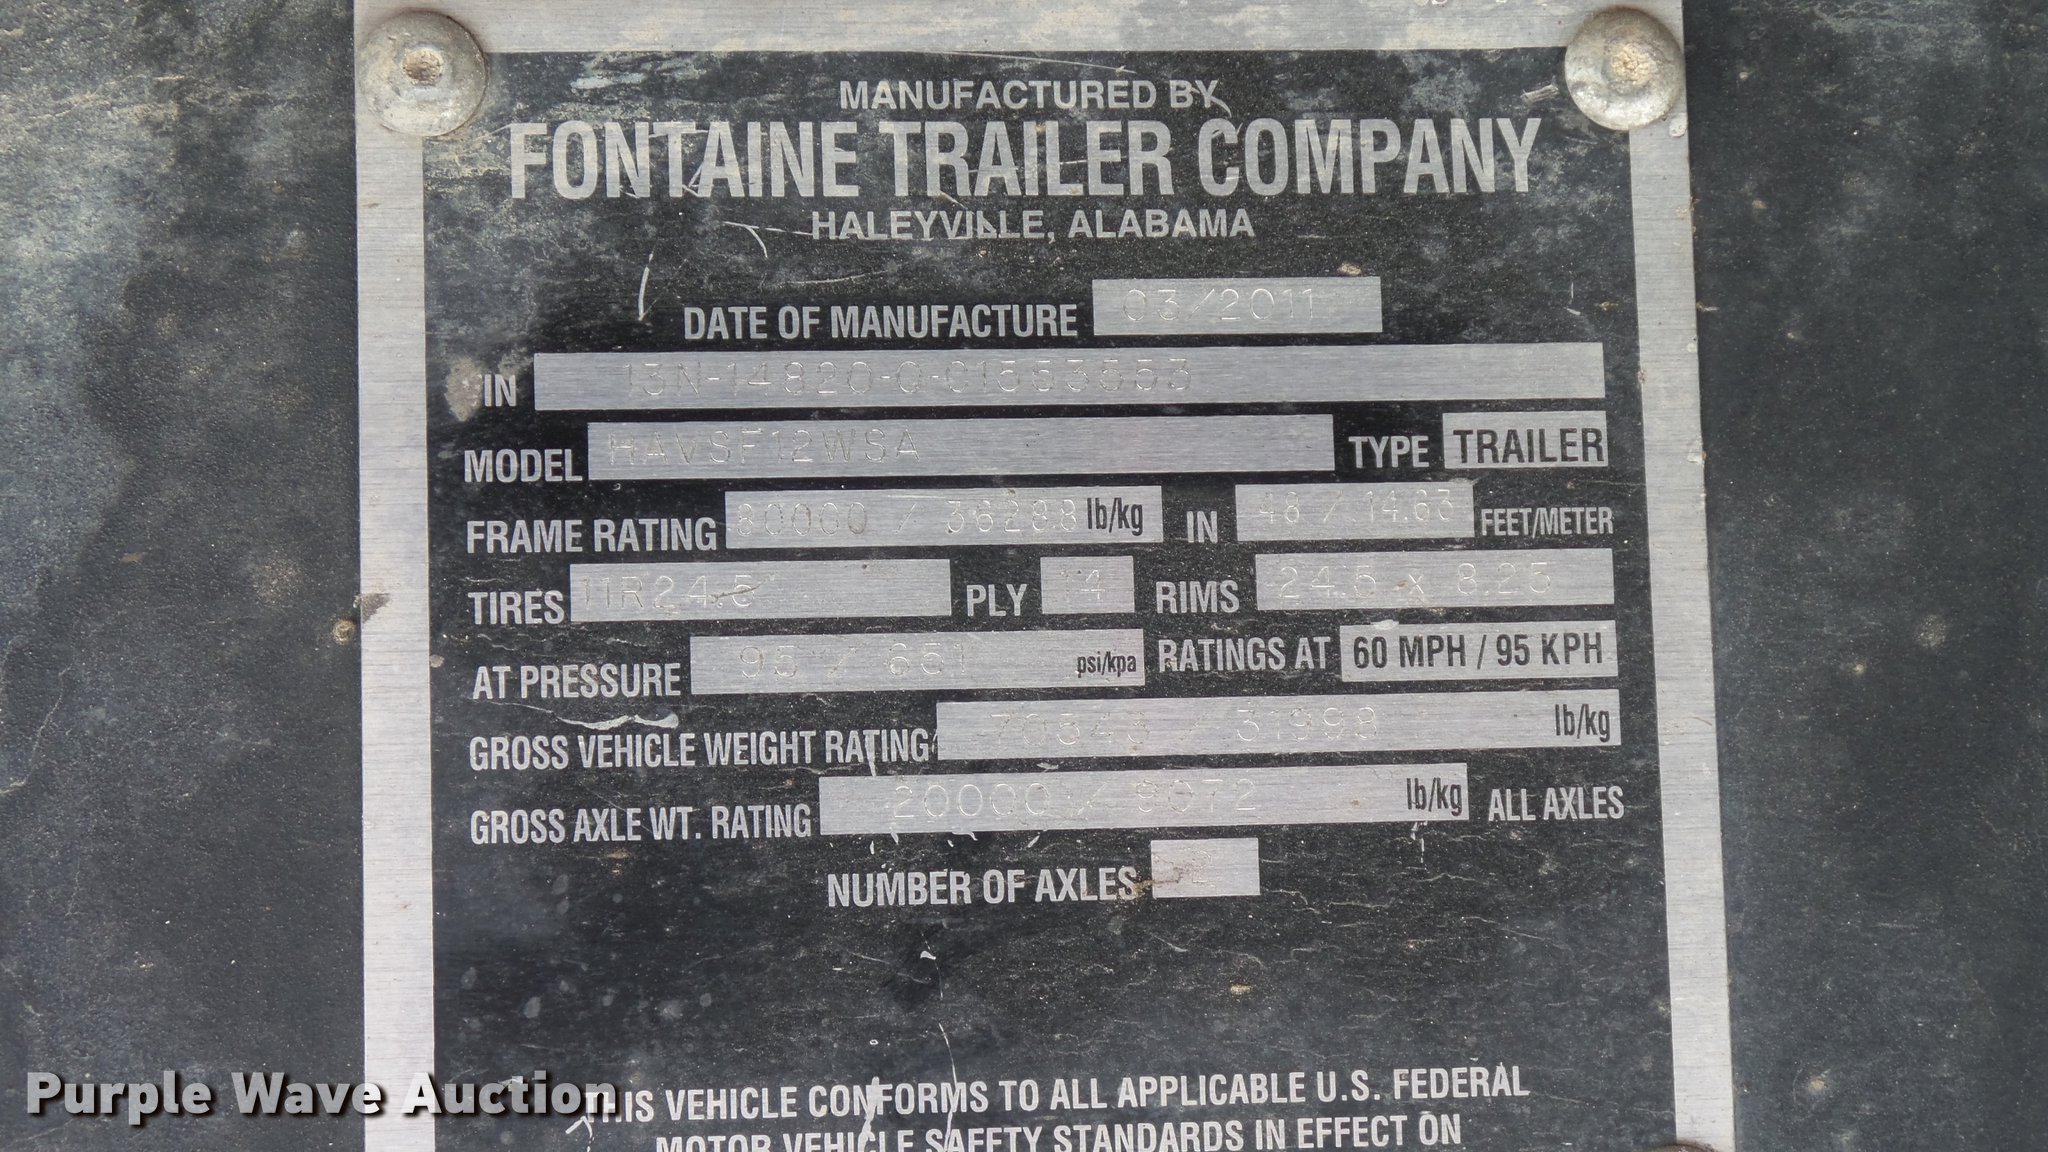 MANUFACTURED BY
FONTAINE TRAILER COMPANY
HALEYVILLE, ALABAMA
DATE OF MANUFACTURE 03/2011
IN 13N-14820-0-C1553553
MODEL HAVSF12WSA TYPE TRAILER
FRAME RATING 80000 / 36288 lb/kg IN 48 / 14.63 FEET/METER
TIRES 11R24.5 PLY 14 RIMS 24.5 x 8.25
AT PRESSURE 95 / 651 psi/kpa RATINGS AT 60 MPH / 95 KPH
GROSS VEHICLE WEIGHT RATING 70543 / 31998 lb/kg
GROSS AXLE WT. RATING 20000 / 9072 lb/kg ALL AXLES
NUMBER OF AXLES 2
THIS VEHICLE CONFORMS TO ALL APPLICABLE U.S. FEDERAL
MOTOR VEHICLE SAFETY STANDARDS IN EFFECT ON
Purple Wave Auction